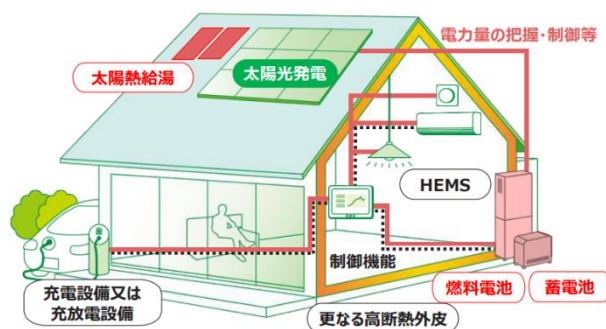 電力量の把握・制御等
太陽熱給湯
太陽光発電
HEMS
制御機能
充電設備又は
充放電設備
更なる高断熱外皮
燃料電池
蓄電池